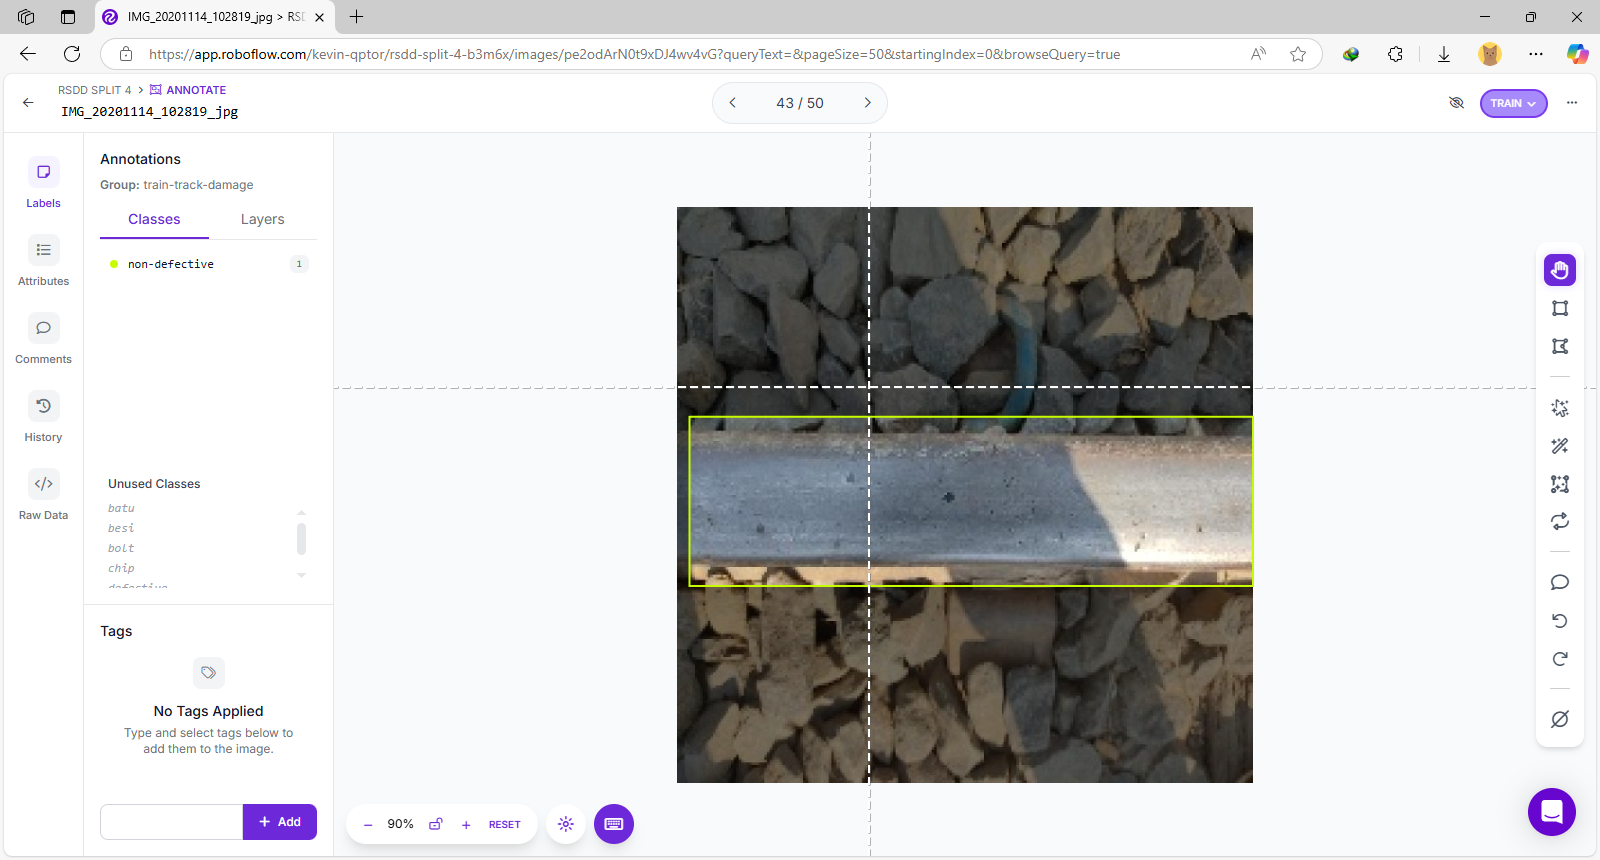 IMG_20201114_102819_jpg > RSD
https://app.roboflow.com/kevin-qptor/rsdd-split-4-b3m6x/images/pe2odArN0t9xDJ4wv4vG?queryText=&pageSize=50&startingIndex=0&browseQuery=true
RSDD SPLIT 4 > ANNOTATE
IMG_20201114_102819_jpg
43 / 50
TRAIN
Labels
Attributes
Comments
History
Raw Data
Annotations
Group: train-track-damage
Classes Layers
non-defective 1
Unused Classes
batu
besi
bolt
chip
defective
Tags
No Tags Applied
Type and select tags below to
add them to the image.
+ Add
− 90% + RESET